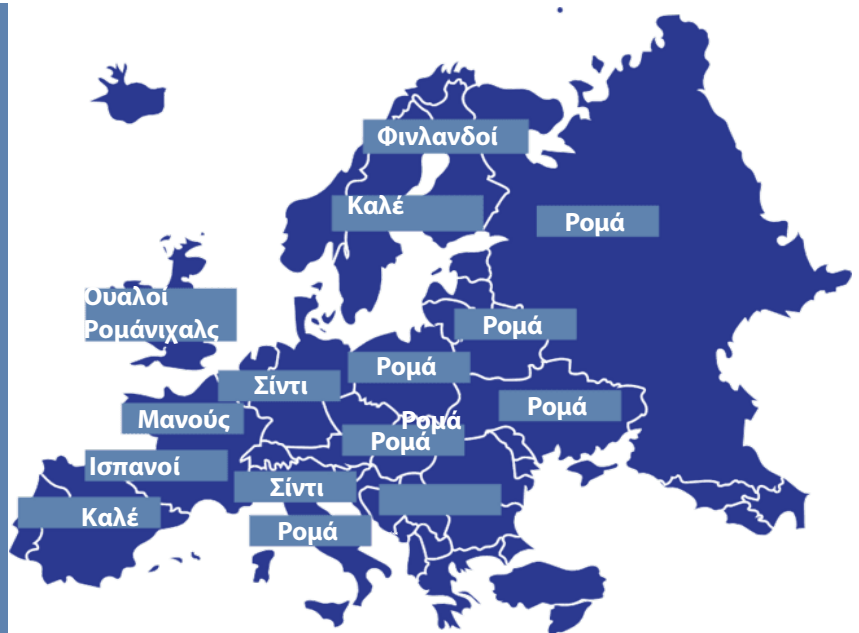 Φινλανδοί
Καλέ
Ρομά
Ουαλοί
Ρομάνιχαλς
Ρομά
Ρομά
Σίντι
Ρομά
Μανούς
Ρομά
Ρομά
Ισπανοί
Σίντι
Καλέ
Ρομά